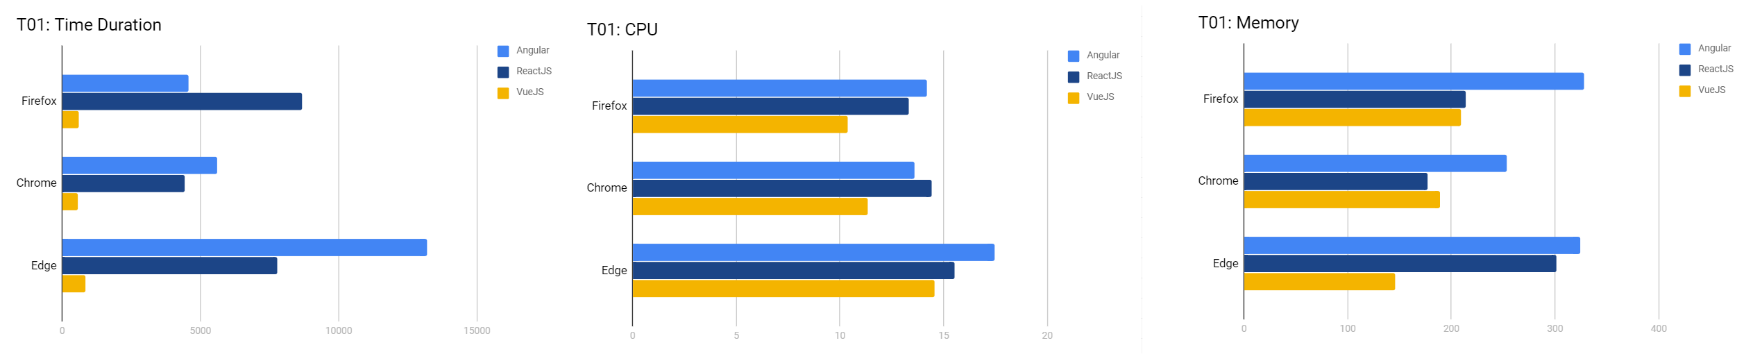 T01: Time Duration
Angular
ReactJS
VueJS
Firefox
Chrome
Edge
0 5000 10000 15000
T01: CPU
Angular
ReactJS
VueJS
Firefox
Chrome
Edge
0 5 10 15 20
T01: Memory
Angular
ReactJS
VueJS
Firefox
Chrome
Edge
0 100 200 300 400